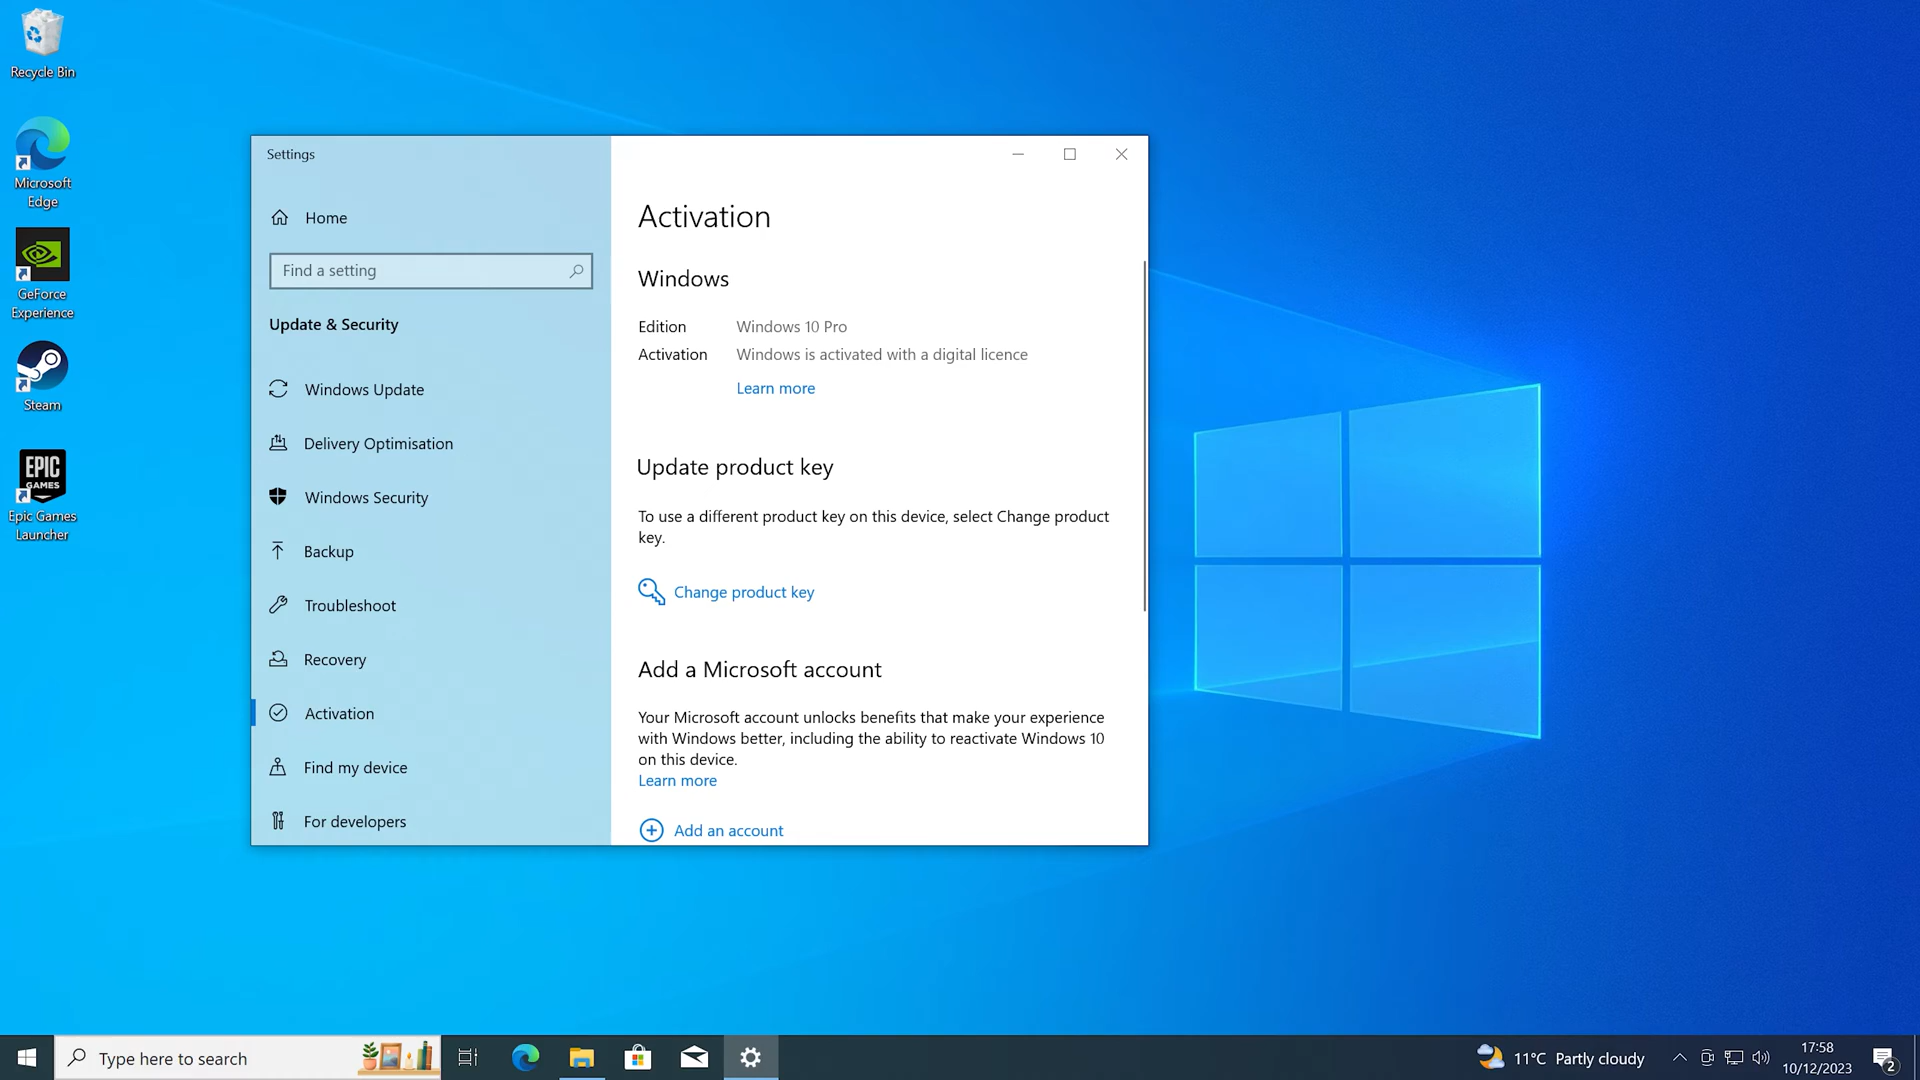 Recycle Bin
Microsoft
Edge
GeForce
Experience
Steam
EPIC
GAMES
Epic Games
Launcher
Settings
Home
Find a setting
Update & Security
Windows Update
Delivery Optimisation
Windows Security
Backup
Troubleshoot
Recovery
Activation
Find my device
For developers
Activation
Windows
Edition Windows 10 Pro
Activation Windows is activated with a digital licence
Learn more
Update product key
To use a different product key on this device, select Change product
key.
Change product key
Add a Microsoft account
Your Microsoft account unlocks benefits that make your experience
with Windows better, including the ability to reactivate Windows 10
on this device.
Learn more
Add an account
Type here to search
11°C Partly cloudy
17:58
10/12/2023
2